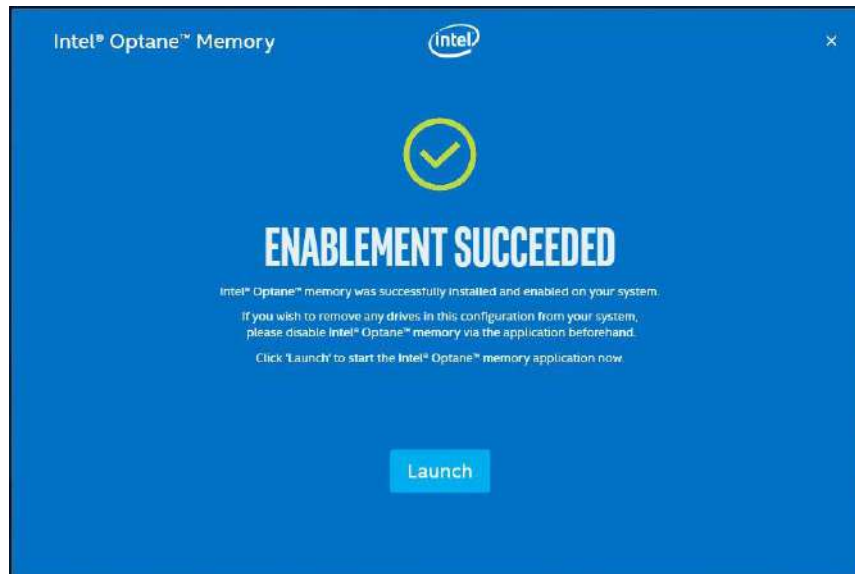 Intel® Optane™ Memory
intel
×
ENABLEMENT SUCCEEDED
Intel® Optane™ memory was successfully installed and enabled on your system.
If you wish to remove any drives in this configuration from your system,
please disable Intel® Optane™ memory via the application beforehand.
Click 'Launch' to start the Intel® Optane™ memory application now.
Launch